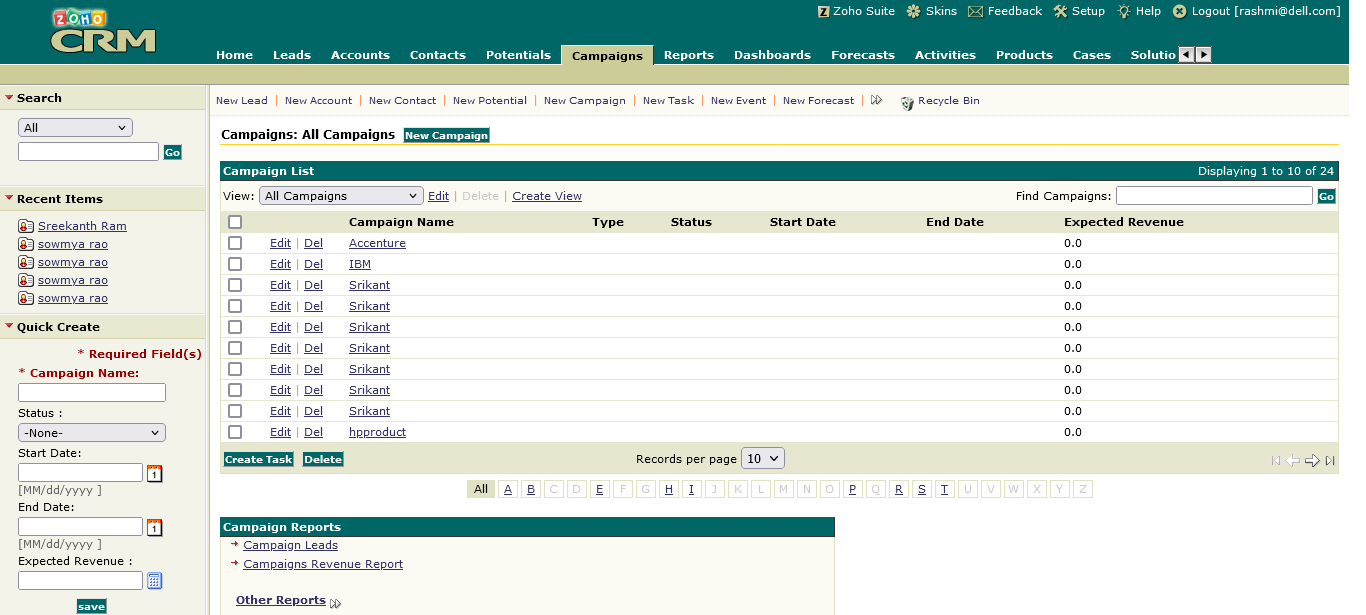 ZOHO CRM
Zoho Suite Skins Feedback Setup Help Logout [rashmi@dell.com]
Home Leads Accounts Contacts Potentials Campaigns Reports Dashboards Forecasts Activities Products Cases Solutio
Search
All
Go
Recent Items
Sreekanth Ram
sowmya rao
sowmya rao
sowmya rao
sowmya rao
Quick Create
* Required Field(s)
* Campaign Name:
Status :
-None-
Start Date:
1
[MM/dd/yyyy ]
End Date:
1
[MM/dd/yyyy ]
Expected Revenue :
save
New Lead | New Account | New Contact | New Potential | New Campaign | New Task | New Event | New Forecast | Recycle Bin
Campaigns: All Campaigns New Campaign
Campaign List Displaying 1 to 10 of 24
View: All Campaigns Edit | Delete | Create View Find Campaigns: Go
Campaign Name Type Status Start Date End Date Expected Revenue
Edit | Del Accenture 0.0
Edit | Del IBM 0.0
Edit | Del Srikant 0.0
Edit | Del Srikant 0.0
Edit | Del Srikant 0.0
Edit | Del Srikant 0.0
Edit | Del Srikant 0.0
Edit | Del Srikant 0.0
Edit | Del Srikant 0.0
Edit | Del hpproduct 0.0
Create Task Delete Records per page 10
All A B C D E F G H I J K L M N O P Q R S T U V W X Y Z
Campaign Reports
Campaign Leads
Campaigns Revenue Report
Other Reports